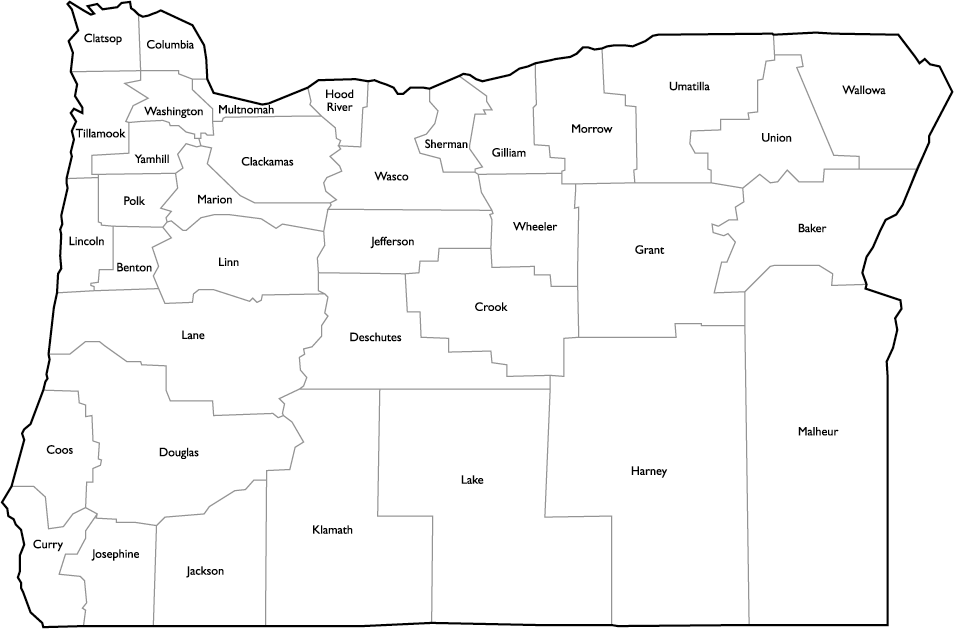 Clatsop
Columbia
Hood
River
Umatilla
Wallowa
Washington
Multnomah
Tillamook
Morrow
Union
Sherman
Gilliam
Yamhill
Clackamas
Wasco
Polk
Marion
Wheeler
Baker
Lincoln
Jefferson
Grant
Benton
Linn
Crook
Lane
Deschutes
Malheur
Coos
Douglas
Harney
Lake
Klamath
Curry
Josephine
Jackson